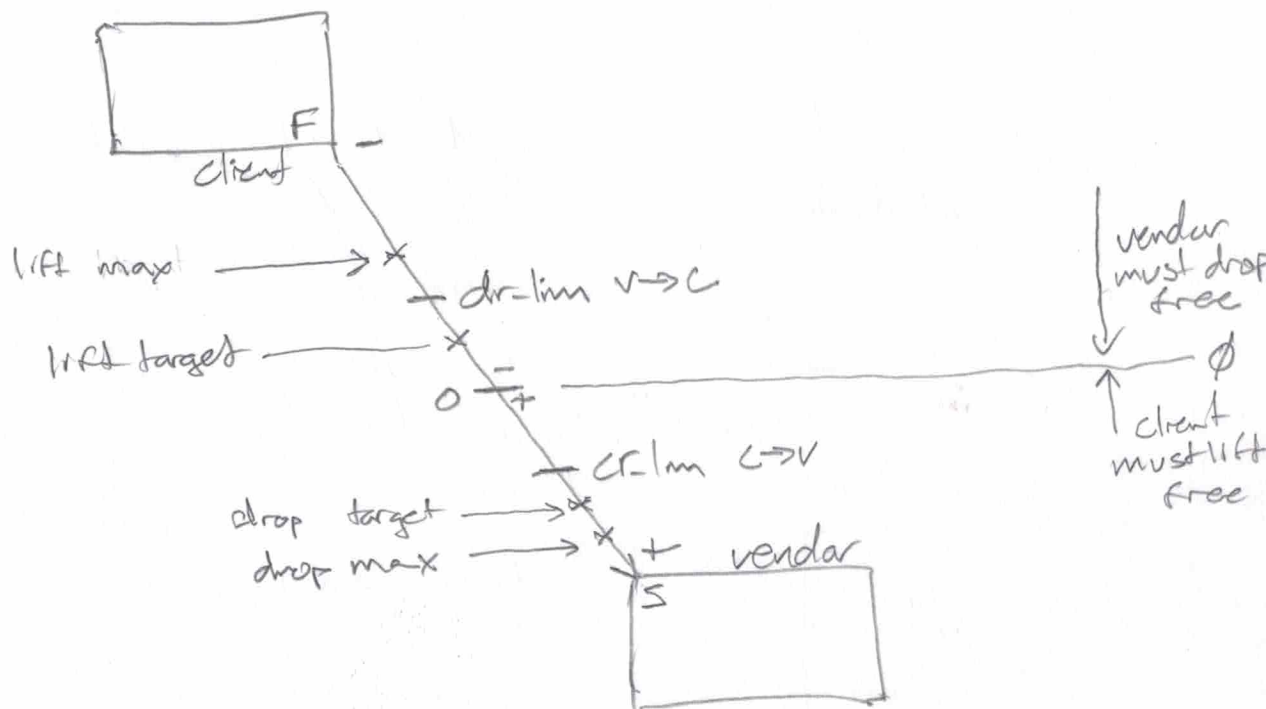 F -
client
lift max
dr-lim V→C
lift target
-
O +
cr-lim C→V
drop target
drop max
+ vendor
S
vendor
must drop
free
∅
client
must lift
free